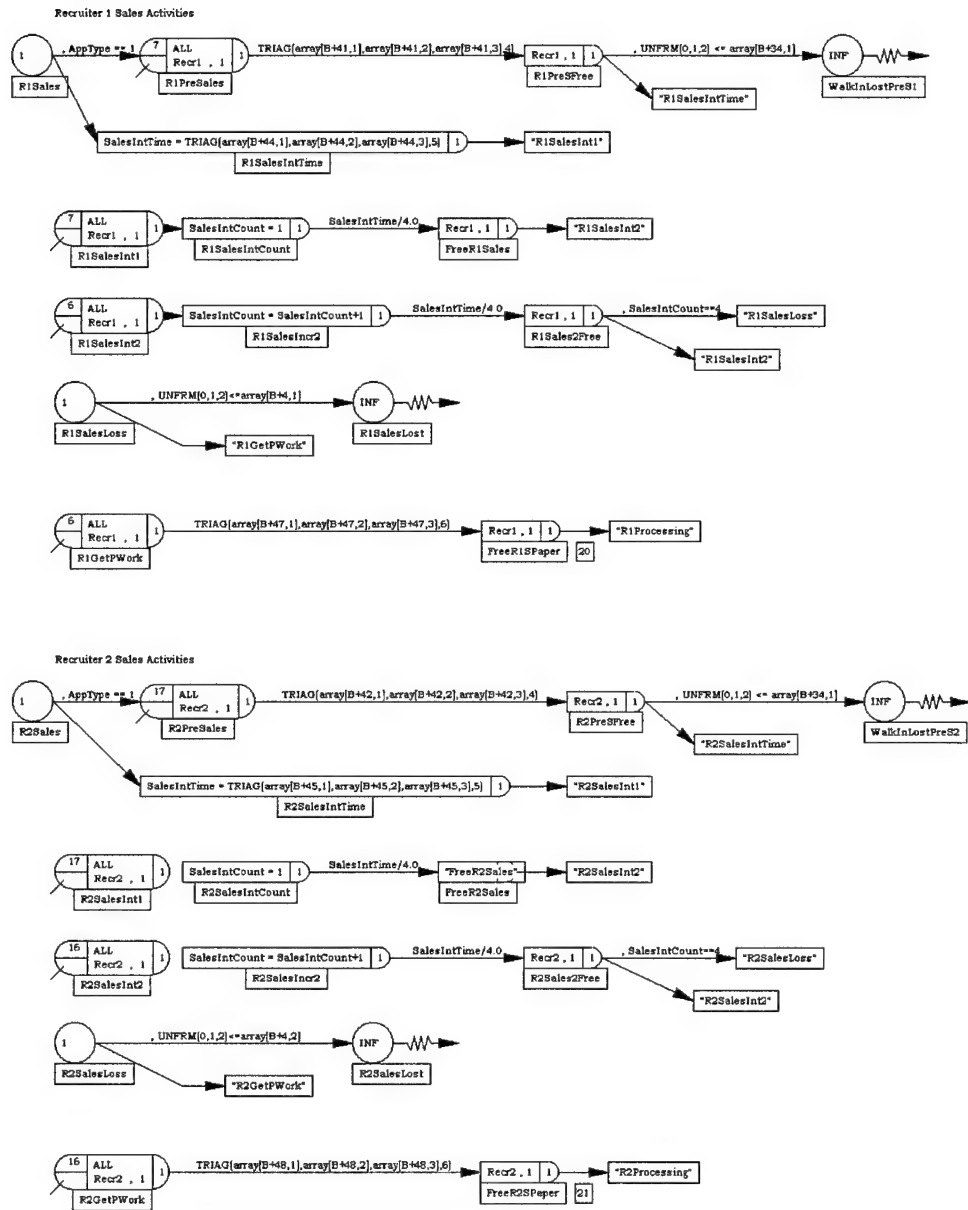 Recruiter 1 Sales Activities
1
R1Sales
, AppType == 1
7
ALL
Recr1 , 1
1
R1PreSales
TRIAG[array[B+41,1],array[B+41,2],array[B+41,3],4]
Recr1, 1
1
R1PreSFree
, UNFRM[0,1,2] <= array[B+34,1]
INF
WalkInLostPreS1
"R1SalesIntTime"
SalesIntTime = TRIAG[array[B+44,1],array[B+44,2],array[B+44,3],5]
1
R1SalesIntTime
"R1SalesInt1"
7
ALL
Recr1 , 1
1
R1SalesInt1
SalesIntCount = 1
1
R1SalesIntCount
SalesIntTime/4.0
Recr1, 1
1
FreeR1Sales
"R1SalesInt2"
6
ALL
Recr1 , 1
1
R1SalesInt2
SalesIntCount = SalesIntCount+1
1
R1SalesIncr2
SalesIntTime/4.0
Recr1, 1
1
R1Sales2Free
, SalesIntCount==4
"R1SalesLoss"
"R1SalesInt2"
1
R1SalesLoss
, UNFRM[0,1,2]<=array[B+4,1]
INF
R1SalesLost
"R1GetPWork"
6
ALL
Recr1 , 1
1
R1GetPWork
TRIAG[array[B+47,1],array[B+47,2],array[B+47,3],6]
Recr1 , 1
1
FreeR1SPaper
20
"R1Processing"
Recruiter 2 Sales Activities
1
R2Sales
, AppType == 1
17
ALL
Recr2 , 1
1
R2PreSales
TRIAG[array[B+42,1],array[B+42,2],array[B+42,3],4]
Recr2, 1
1
R2PreSFree
, UNFRM[0,1,2] <= array[B+34,1]
INF
WalkInLostPreS2
"R2SalesIntTime"
SalesIntTime = TRIAG[array[B+45,1],array[B+45,2],array[B+45,3],5]
1
R2SalesIntTime
"R2SalesInt1"
17
ALL
Recr2 , 1
1
R2SalesInt1
SalesIntCount = 1
1
R2SalesIntCount
SalesIntTime/4.0
"FreeR2Sales"
FreeR2Sales
"R2SalesInt2"
16
ALL
Recr2 , 1
1
R2SalesInt2
SalesIntCount = SalesIntCount+1
1
R2SalesIncr2
SalesIntTime/4.0
Recr2, 1
1
R2Sales2Free
, SalesIntCount==4
"R2SalesLoss"
"R2SalesInt2"
1
R2SalesLoss
, UNFRM[0,1,2]<=array[B+4,2]
INF
R2SalesLost
"R2GetPWork"
16
ALL
Recr2 , 1
1
R2GetPWork
TRIAG[array[B+48,1],array[B+48,2],array[B+48,3],6]
Recr2 , 1
1
FreeR2SPaper
21
"R2Processing"